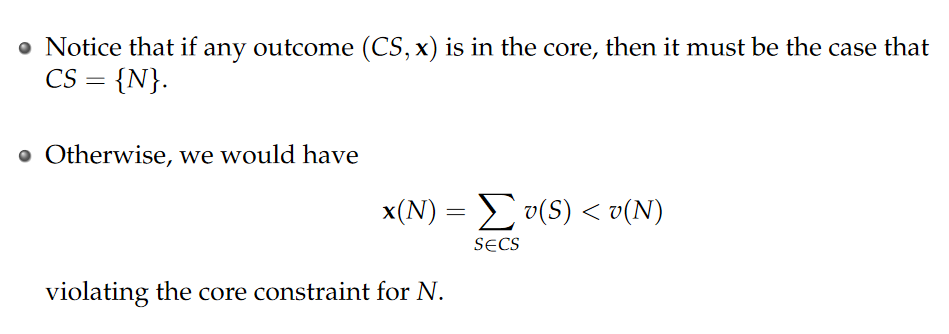 • Notice that if any outcome (CS, x) is in the core, then it must be the case that
CS = {N}.
• Otherwise, we would have
x(N) = ∑ v(S) < v(N)
S∈CS
violating the core constraint for N.